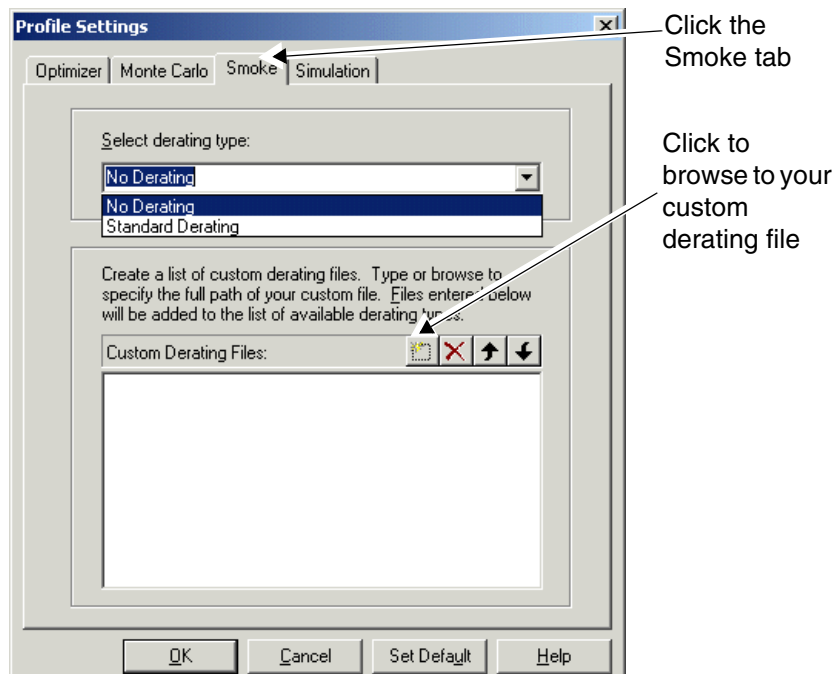 Profile Settings
Click the
Smoke tab
Optimizer
Monte Carlo
Smoke
Simulation
Select derating type:
No Derating
No Derating
Standard Derating
Click to
browse to your
custom
derating file
Create a list of custom derating files. Type or browse to
specify the full path of your custom file. Files entered below
will be added to the list of available derating types.
Custom Derating Files:
OK
Cancel
Set Default
Help